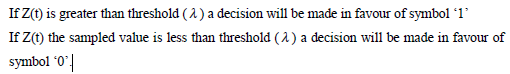 If Z(t) is greater than threshold (λ) a decision will be made in favour of symbol ‘1’
If Z(t) the sampled value is less than threshold (λ) a decision will be made in favour of
symbol ‘0’.